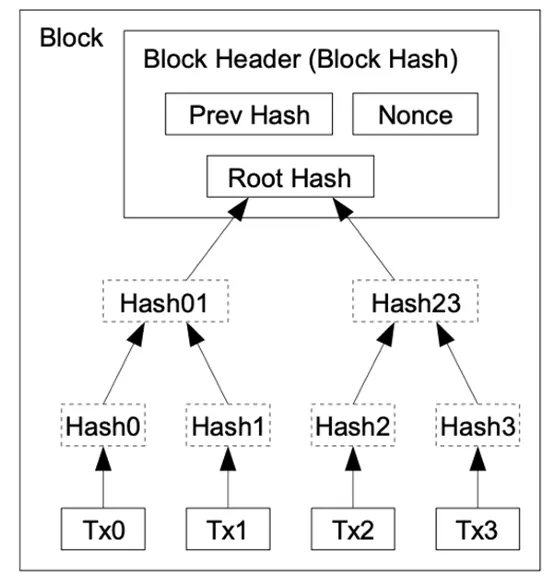 Block
Block Header (Block Hash)
Prev Hash
Nonce
Root Hash
Hash01
Hash23
Hash0
Hash1
Hash2
Hash3
Tx0
Tx1
Tx2
Tx3